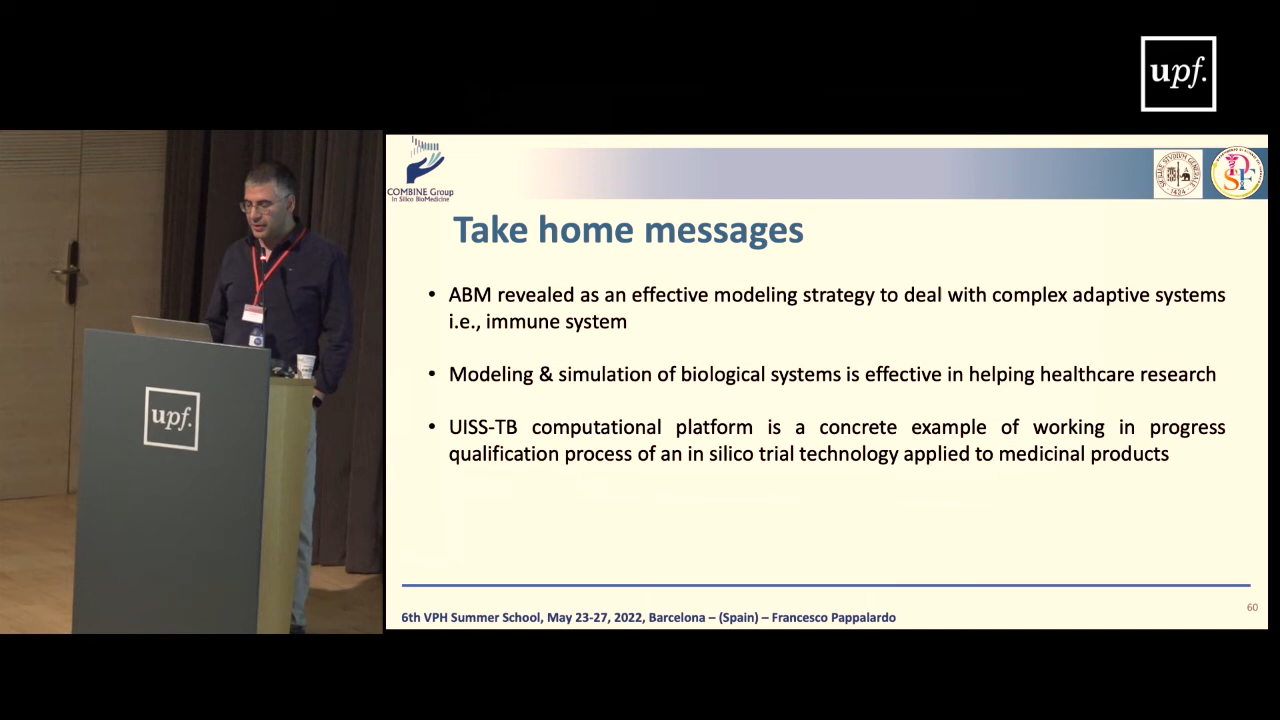 upf.
COMBINE Group
In Silico BioMedicine
Take home messages
• ABM revealed as an effective modeling strategy to deal with complex adaptive systems
i.e., immune system
• Modeling & simulation of biological systems is effective in helping healthcare research
• UISS-TB computational platform is a concrete example of working in progress
qualification process of an in silico trial technology applied to medicinal products
upf.
60
6th VPH Summer School, May 23-27, 2022, Barcelona – (Spain) – Francesco Pappalardo